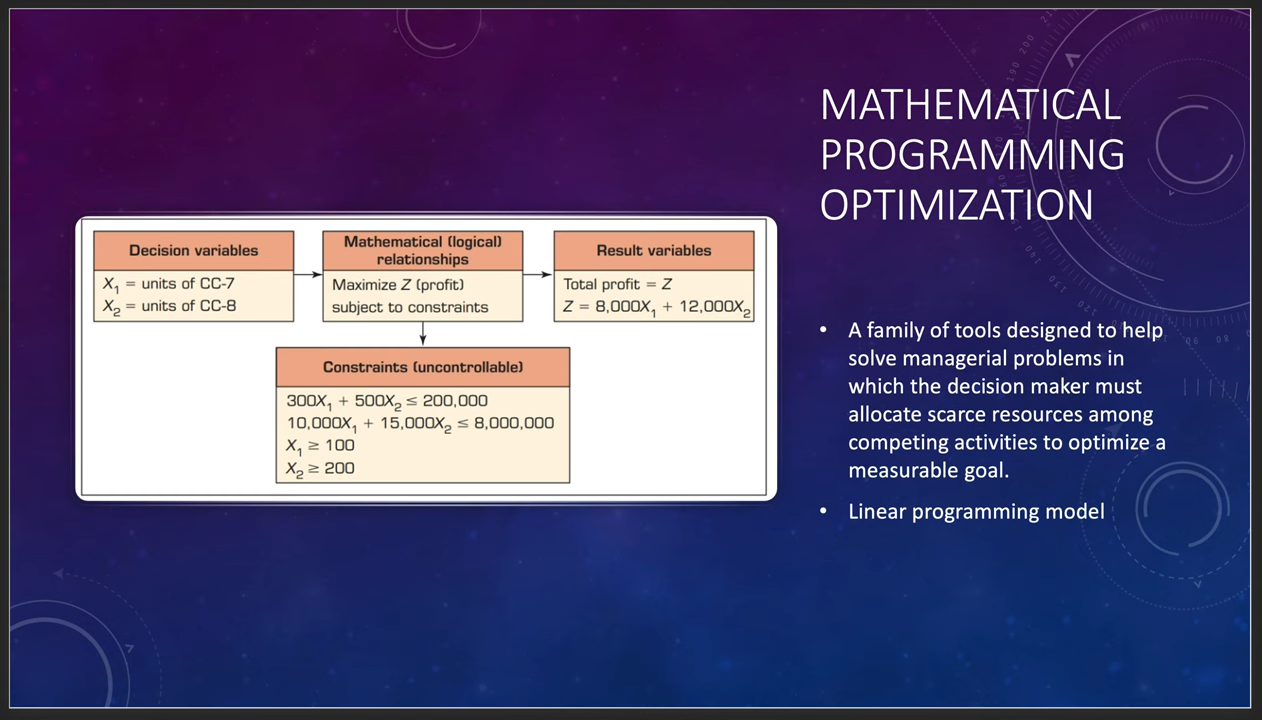 MATHEMATICAL
PROGRAMMING
OPTIMIZATION
Decision variables
X₁ = units of CC-7
X₂ = units of CC-8
Mathematical (logical)
relationships
Maximize Z (profit)
subject to constraints
Result variables
Total profit = Z
Z = 8,000X₁ + 12,000X₂
Constraints (uncontrollable)
300X₁ + 500X₂ ≤ 200,000
10,000X₁ + 15,000X₂ ≤ 8,000,000
X₁ ≥ 100
X₂ ≥ 200
• A family of tools designed to help
solve managerial problems in
which the decision maker must
allocate scarce resources among
competing activities to optimize a
measurable goal.
• Linear programming model